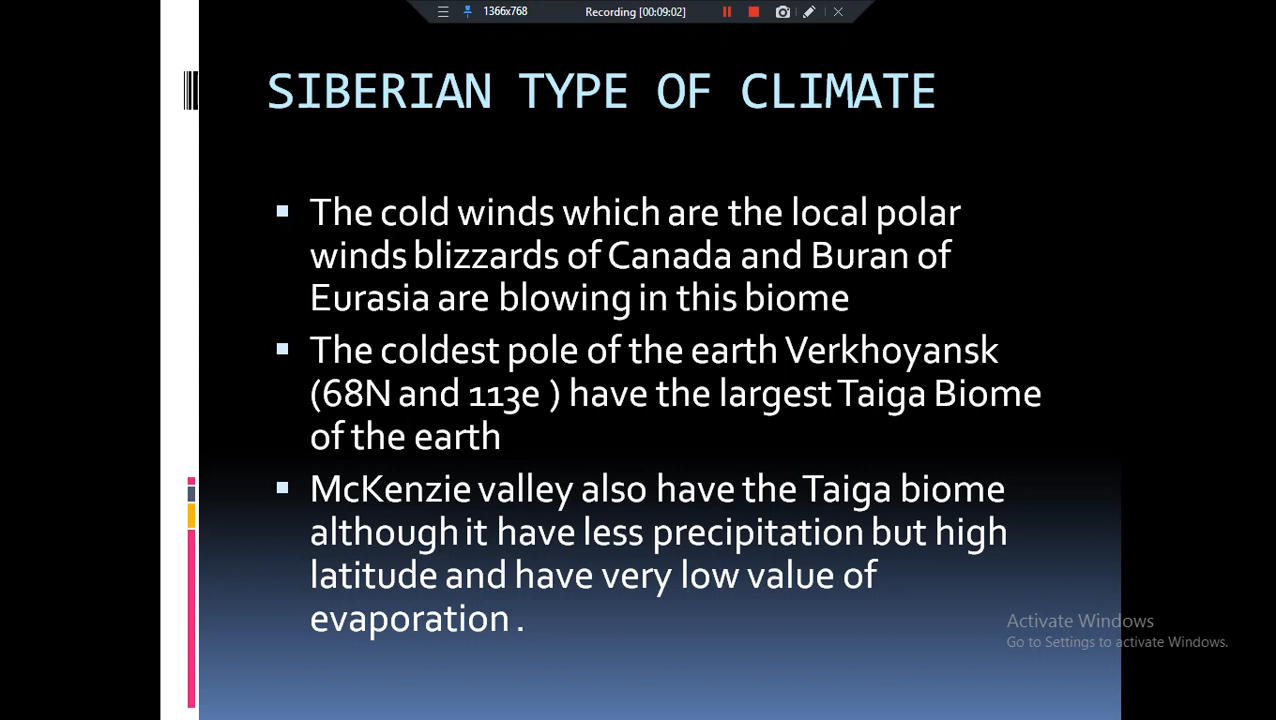 1366x768
Recording [00:09:02]
SIBERIAN TYPE OF CLIMATE
The cold winds which are the local polar
winds blizzards of Canada and Buran of
Eurasia are blowing in this biome
The coldest pole of the earth Verkhoyansk
(68N and 113e ) have the largest Taiga Biome
of the earth
McKenzie valley also have the Taiga biome
although it have less precipitation but high
latitude and have very low value of
evaporation .
Activate Windows
Go to Settings to activate Windows.